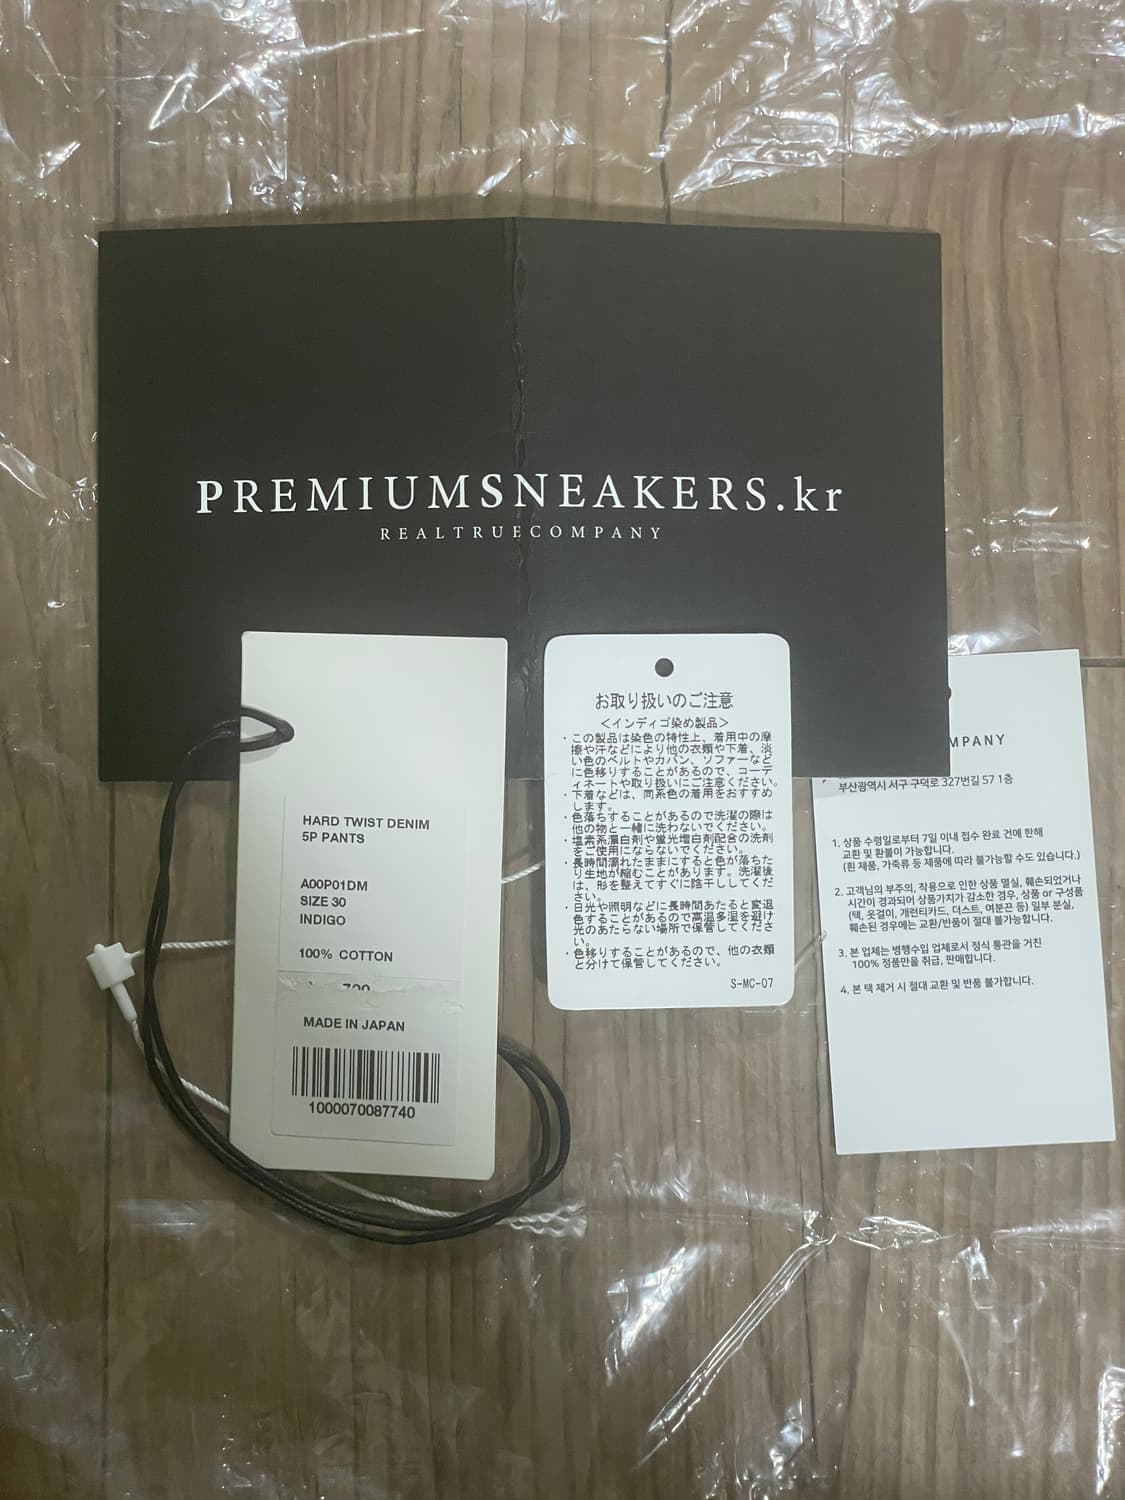 PREMIUMSNEAKERS.kr
REALTRUECOMPANY
HARD TWIST DENIM
5P PANTS
A00P01DM
SIZE 30
INDIGO
100% COTTON
MADE IN JAPAN
1000070087740
お取り扱いのご注意
<インディゴ染め製品>
・この製品は染色の特性上、着用中の摩
擦や汗などにより他の衣類や下着、淡
い色のベルトやカバン、ソファーなど
に色移りすることがあるので、コーデ
ィネートや取り扱いにご注意ください。
・下着などは、同系色の着用をおすすめ
します。
・色落ちすることがあるので洗濯の際は
他の物と一緒に洗わないでください。
・塩素系漂白剤や蛍光増白剤配合の洗剤
をご使用にならないでください。
・長時間濡れたままにすると色が落ちた
り生地が縮むことがあります。洗濯後
は、形を整えてすぐに陰干ししてくだ
さい。
・日光や照明などに長時間あたると変退
色することがあるので高温多湿を避け
光のあたらない場所で保管してくださ
い。
・色移りすることがあるので、他の衣類
と分けて保管してください。
S-MC-07
MPANY
부산광역시 서구 구덕로 327번길 57 1층
1. 상품 수령일로부터 7일 이내 접수 완료 건에 한해
교환 및 환불이 가능합니다.
(흰 제품, 가죽류 등 제품에 따라 불가능할 수도 있습니다.)
2. 고객님의 부주의, 착용으로 인한 상품 멸실, 훼손되었거나
시간이 경과되어 상품가치가 감소한 경우, 상품 or 구성품
(택, 옷걸이, 개런티카드, 더스트, 여분끈 등) 일부 분실,
훼손된 경우에는 교환/반품이 절대 불가능합니다.
3. 본 업체는 병행수입 업체로서 정식 통관을 거친
100% 정품만을 취급, 판매합니다.
4. 본 택 제거 시 절대 교환 및 반품 불가합니다.